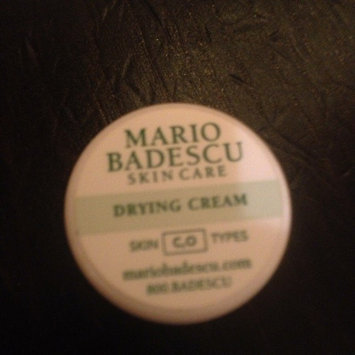 MARIO
BADESCU
SKIN CARE
DRYING CREAM
SKIN C,O TYPES
mariobadescu.com
800.BADESCU